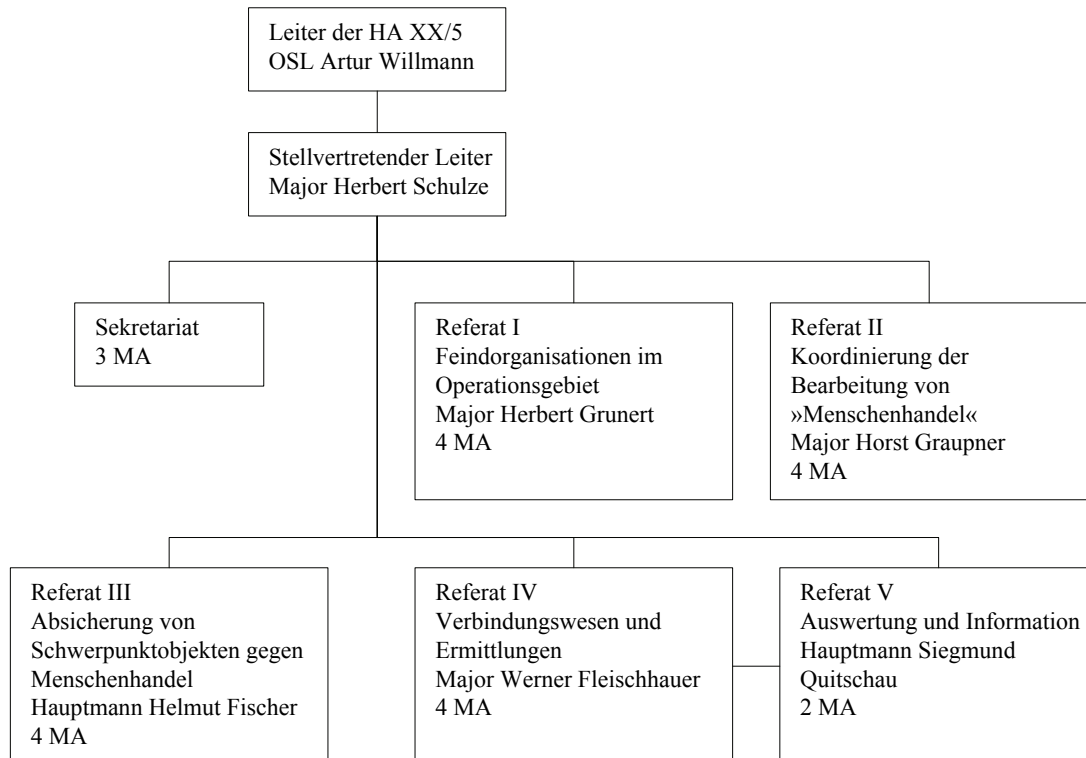 Leiter der HA XX/5
OSL Artur Willmann
Stellvertretender Leiter
Major Herbert Schulze
Sekretariat
3 MA
Referat I
Feindorganisationen im
Operationsgebiet
Major Herbert Grunert
4 MA
Referat II
Koordinierung der
Bearbeitung von
»Menschenhandel«
Major Horst Graupner
4 MA
Referat III
Absicherung von
Schwerpunktobjekten gegen
Menschenhandel
Hauptmann Helmut Fischer
4 MA
Referat IV
Verbindungswesen und
Ermittlungen
Major Werner Fleischhauer
4 MA
Referat V
Auswertung und Information
Hauptmann Siegmund
Quitschau
2 MA